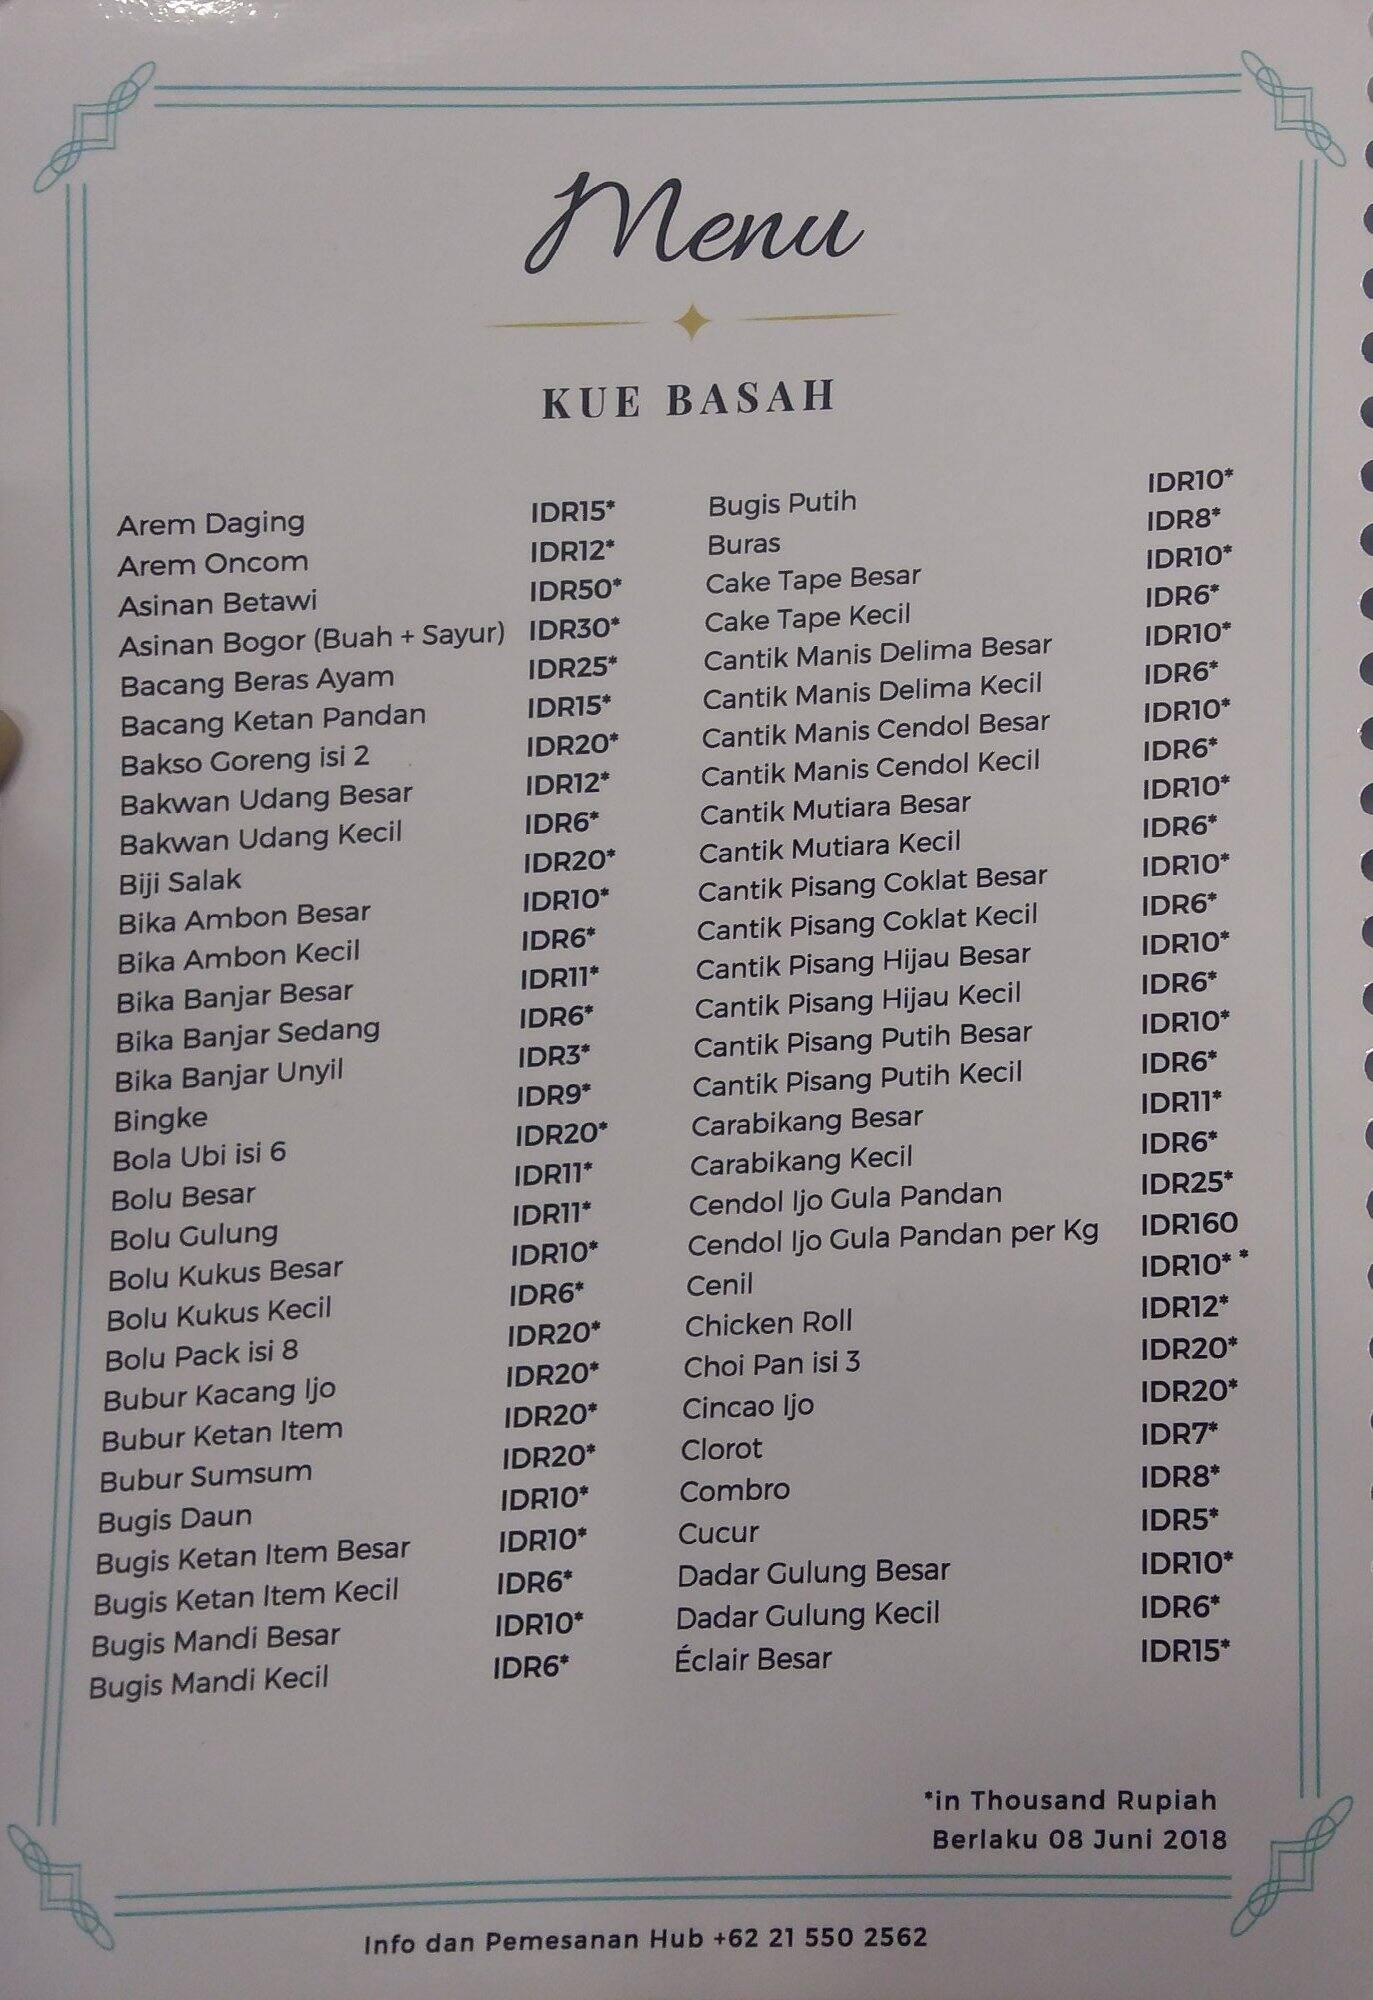 Menu
KUE BASAH
Arem Daging IDR15*
Arem Oncom IDR12*
Asinan Betawi IDR50*
Asinan Bogor (Buah + Sayur) IDR30*
Bacang Beras Ayam IDR25*
Bacang Ketan Pandan IDR15*
Bakso Goreng isi 2 IDR20*
Bakwan Udang Besar IDR12*
Bakwan Udang Kecil IDR6*
Biji Salak IDR20*
Bika Ambon Besar IDR10*
Bika Ambon Kecil IDR6*
Bika Banjar Besar IDR11*
Bika Banjar Sedang IDR6*
Bika Banjar Unyil IDR3*
Bingke IDR9*
Bola Ubi isi 6 IDR20*
Bolu Besar IDR11*
Bolu Gulung IDR11*
Bolu Kukus Besar IDR10*
Bolu Kukus Kecil IDR6*
Bolu Pack isi 8 IDR20*
Bubur Kacang Ijo IDR20*
Bubur Ketan Item IDR20*
Bubur Sumsum IDR20*
Bugis Daun IDR10*
Bugis Ketan Item Besar IDR10*
Bugis Ketan Item Kecil IDR6*
Bugis Mandi Besar IDR10*
Bugis Mandi Kecil IDR6*
Bugis Putih IDR10*
Buras IDR8*
Cake Tape Besar IDR10*
Cake Tape Kecil IDR6*
Cantik Manis Delima Besar IDR10*
Cantik Manis Delima Kecil IDR6*
Cantik Manis Cendol Besar IDR10*
Cantik Manis Cendol Kecil IDR6*
Cantik Mutiara Besar IDR10*
Cantik Mutiara Kecil IDR6*
Cantik Pisang Coklat Besar IDR10*
Cantik Pisang Coklat Kecil IDR6*
Cantik Pisang Hijau Besar IDR10*
Cantik Pisang Hijau Kecil IDR6*
Cantik Pisang Putih Besar IDR10*
Cantik Pisang Putih Kecil IDR6*
Carabikang Besar IDR11*
Carabikang Kecil IDR6*
Cendol Ijo Gula Pandan IDR25*
Cendol Ijo Gula Pandan per Kg IDR160
Cenil IDR10* *
Chicken Roll IDR12*
Choi Pan isi 3 IDR20*
Cincao Ijo IDR20*
Clorot IDR7*
Combro IDR8*
Cucur IDR5*
Dadar Gulung Besar IDR10*
Dadar Gulung Kecil IDR6*
Éclair Besar IDR15*
*in Thousand Rupiah
Berlaku 08 Juni 2018
Info dan Pemesanan Hub +62 21 550 2562